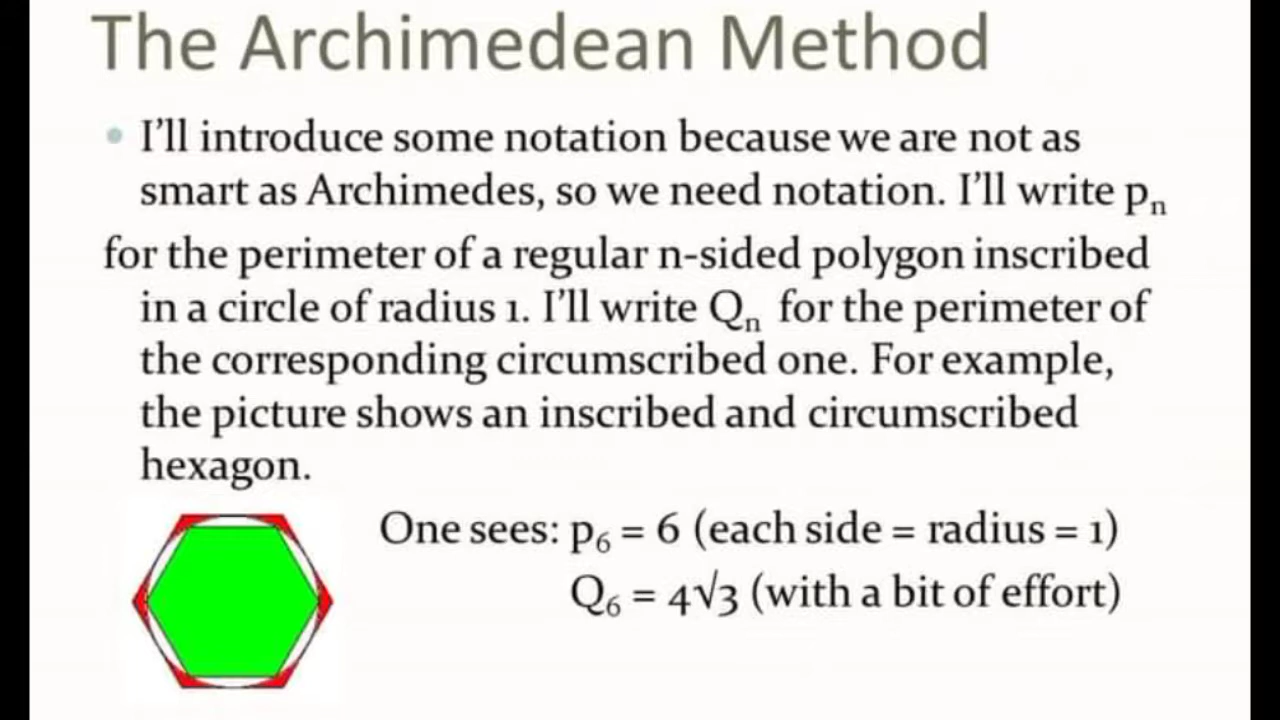 The Archimedean Method
• I’ll introduce some notation because we are not as
smart as Archimedes, so we need notation. I’ll write pₙ
for the perimeter of a regular n-sided polygon inscribed
in a circle of radius 1. I’ll write Qₙ for the perimeter of
the corresponding circumscribed one. For example,
the picture shows an inscribed and circumscribed
hexagon.
One sees: p₆ = 6 (each side = radius = 1)
Q₆ = 4√3 (with a bit of effort)